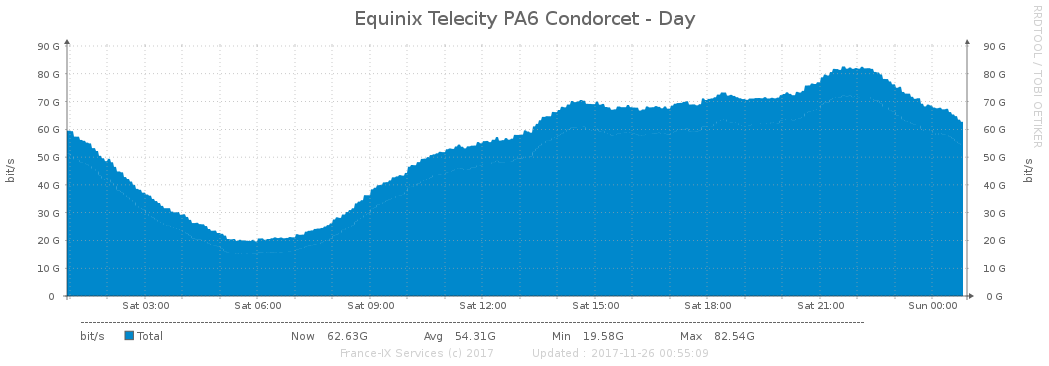 Equinix Telecity PA6 Condorcet - Day
RRDTOOL / TOBI OETIKER
bit/s
90 G
80 G
70 G
60 G
50 G
40 G
30 G
20 G
10 G
0
90 G
80 G
70 G
60 G
50 G
40 G
30 G
20 G
10 G
0 G
bit/s
Sat 03:00 Sat 06:00 Sat 09:00 Sat 12:00 Sat 15:00 Sat 18:00 Sat 21:00 Sun 00:00
bit/s Total Now 62.63G Avg 54.31G Min 19.58G Max 82.54G
France-IX Services (c) 2017 Updated : 2017-11-26 00:55:09